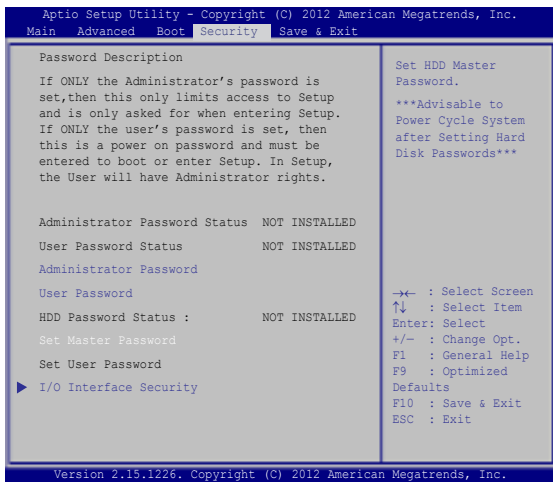 Aptio Setup Utility - Copyright (C) 2012 American Megatrends, Inc.
Main Advanced Boot Security Save & Exit
Password Description
If ONLY the Administrator's password is
set,then this only limits access to Setup
and is only asked for when entering Setup.
If ONLY the user's password is set, then
this is a power on password and must be
entered to boot or enter Setup. In Setup,
the User will have Administrator rights.
Administrator Password Status NOT INSTALLED
User Password Status NOT INSTALLED
Administrator Password
User Password
HDD Password Status : NOT INSTALLED
Set Master Password
Set User Password
I/O Interface Security
Set HDD Master
Password.
***Advisable to
Power Cycle System
after Setting Hard
Disk Passwords***
→← : Select Screen
↑↓ : Select Item
Enter: Select
+/— : Change Opt.
F1 : General Help
F9 : Optimized
Defaults
F10 : Save & Exit
ESC : Exit
Version 2.15.1226. Copyright (C) 2012 American Megatrends, Inc.